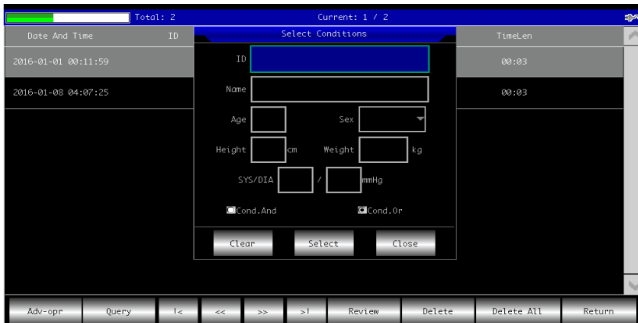 Total: 2 Current: 1 / 2
Date And Time ID TimeLen
Select Conditions
2016-01-01 00:11:59 00:03
2016-01-08 04:07:25 00:03
ID
Name
Age Sex
Height cm Weight kg
SYS/DIA / mmHg
Cond.And Cond.Or
Clear Select Close
Adv-opr Query |< << >> >| Review Delete Delete All Return